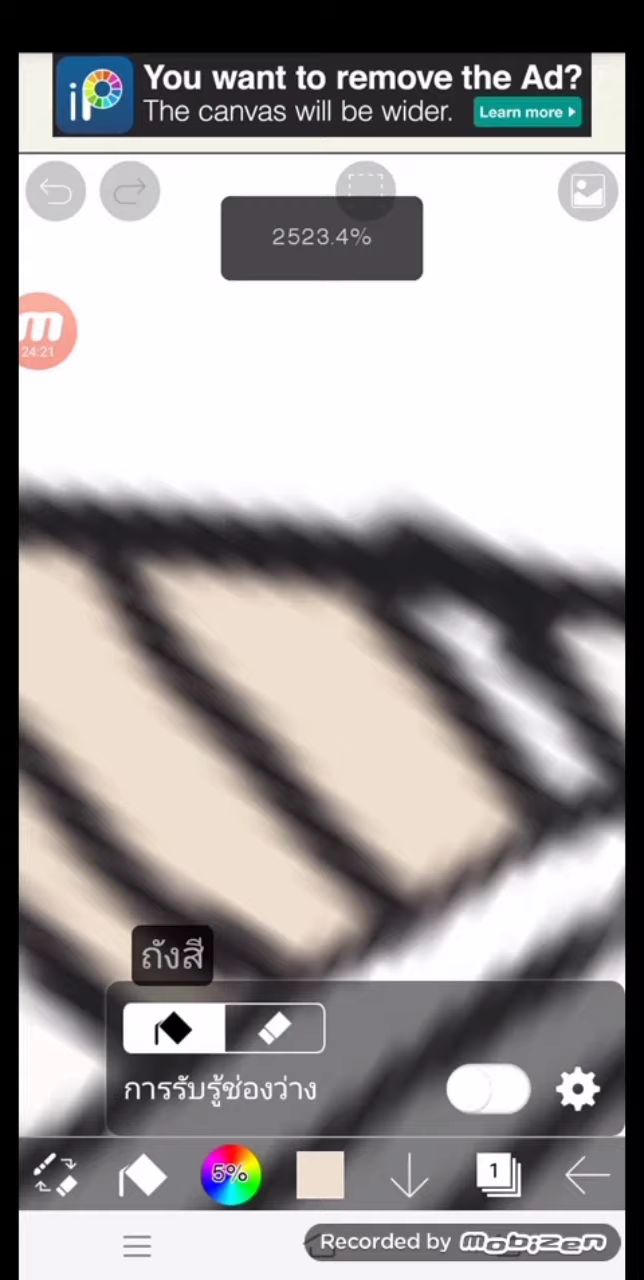 iP
You want to remove the Ad?
The canvas will be wider. Learn more
2523.4%
m
24:21
ถังสี
การรับรู้ช่องว่าง
5%
1
Recorded by mobizen